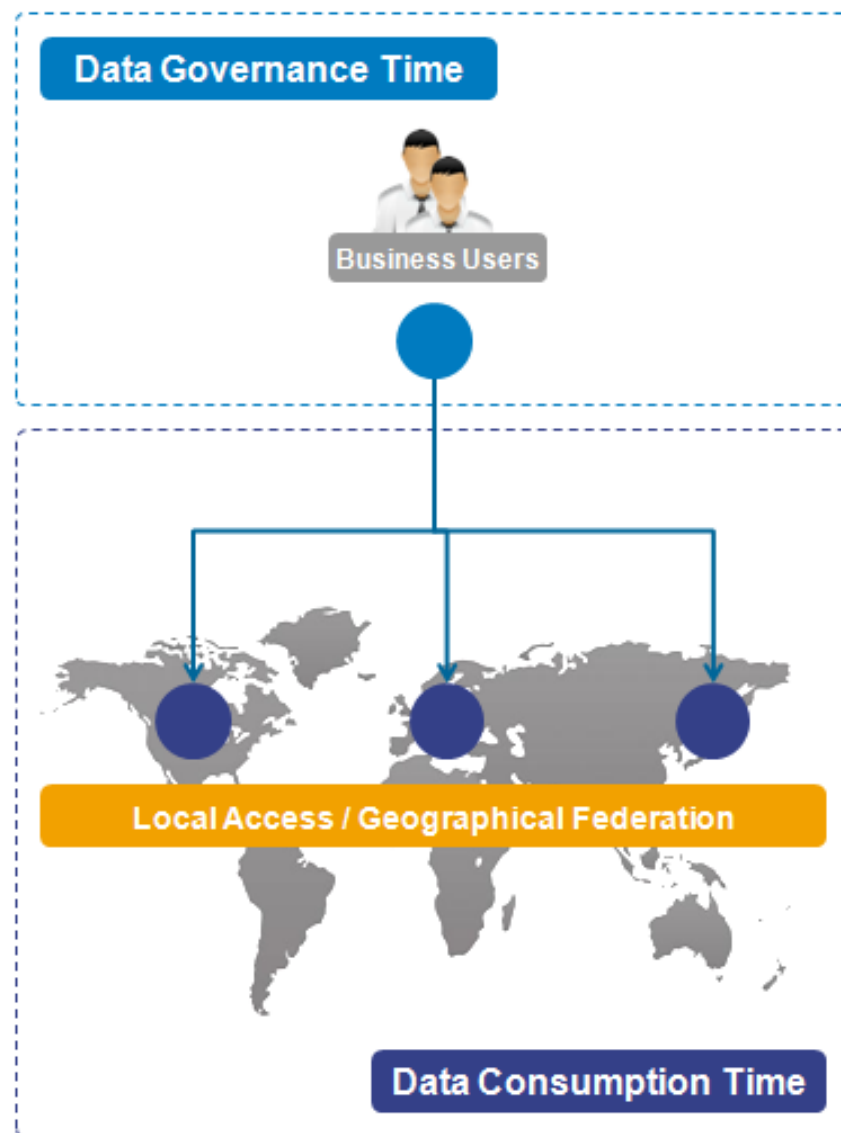 Data Governance Time
Business Users
Local Access / Geographical Federation
Data Consumption Time